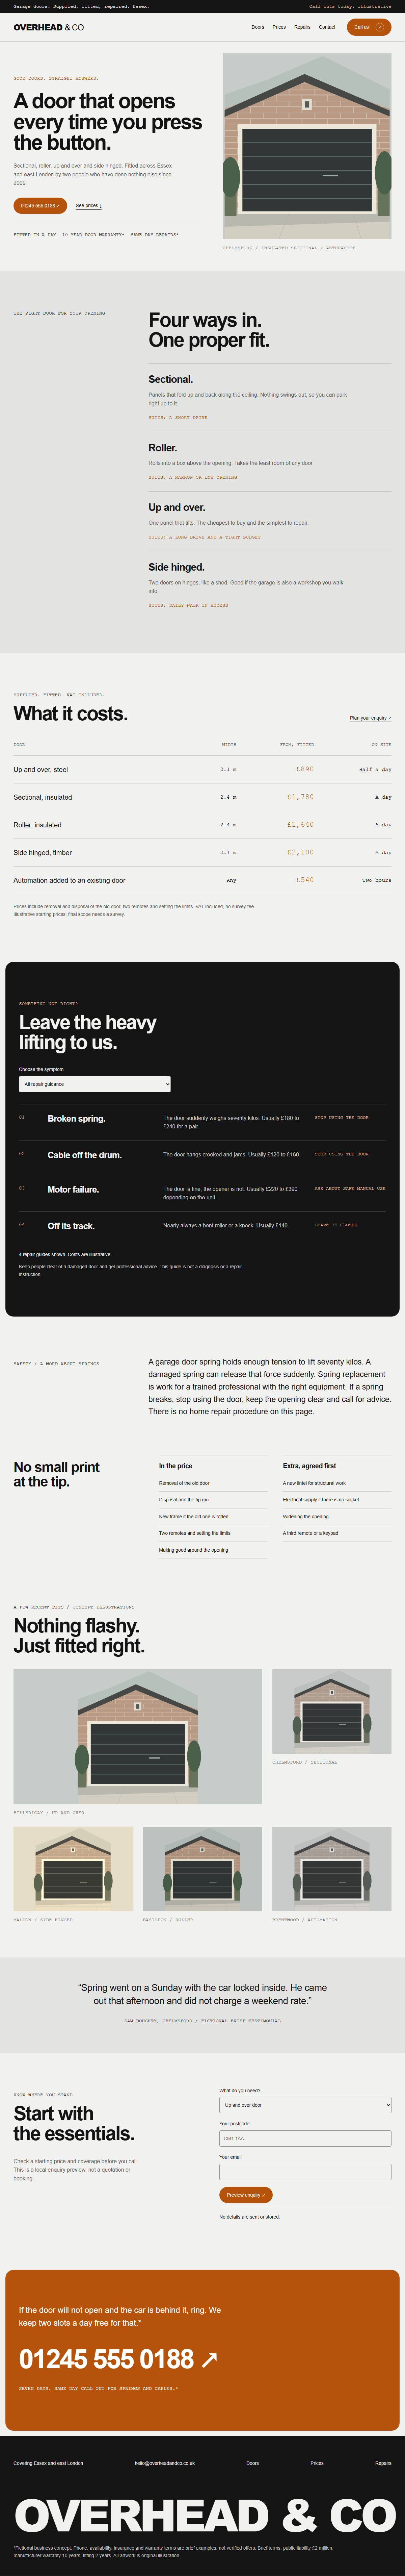 Garage doors. Supplied, fitted, repaired. Essex.
Call outs today: illustrative
OVERHEAD & CO
Doors
Prices
Repairs
Contact
Call us ↗
GOOD DOORS. STRAIGHT ANSWERS.
A door that opens
every time you press
the button.
Sectional, roller, up and over and side hinged. Fitted across Essex
and east London by two people who have done nothing else since
2009.
01245 555 0188 ↗
See prices ↓
FITTED IN A DAY
10 YEAR DOOR WARRANTY*
SAME DAY REPAIRS*
CHELMSFORD / INSULATED SECTIONAL / ANTHRACITE
THE RIGHT DOOR FOR YOUR OPENING
Four ways in.
One proper fit.
Sectional.
Panels that fold up and back along the ceiling. Nothing swings out, so you can park
right up to it.
SUITS: A SHORT DRIVE
Roller.
Rolls into a box above the opening. Takes the least room of any door.
SUITS: A NARROW OR LOW OPENING
Up and over.
One panel that lifts. The cheapest to buy and the simplest to repair.
SUITS: A LONG DRIVE AND A TIGHT BUDGET
Side hinged.
Two doors on hinges, like a shed. Good if the garage is also a workshop you walk
into.
SUITS: DAILY WALK IN ACCESS
SUPPLIED. FITTED. VAT INCLUDED.
What it costs.
Plan your enquiry ↗
DOOR
WIDTH
FROM, FITTED
ON SITE
Up and over, steel
2.1 m
£890
Half a day
Sectional, insulated
2.4 m
£1,780
A day
Roller, insulated
2.4 m
£1,640
A day
Side hinged, timber
2.1 m
£2,100
A day
Automation added to an existing door
Any
£540
Two hours
Prices include removal and disposal of the old door, two remotes and setting the limits. VAT included, no survey fee.
Illustrative starting prices; final scope needs a survey.
SOMETHING NOT RIGHT?
Leave the heavy
lifting to us.
Choose the symptom
All repair guidance
01
Broken spring.
The door suddenly weighs seventy kilos. Usually £180 to
£240 for a pair.
STOP USING THE DOOR
02
Cable off the drum.
The door hangs crooked and jams. Usually £120 to £160.
STOP USING THE DOOR
03
Motor failure.
The door is fine, the opener is not. Usually £220 to £390
depending on the unit.
ASK ABOUT SAFE MANUAL USE
04
Off its track.
Nearly always a bent roller or a knock. Usually £140.
LEAVE IT CLOSED
4 repair guides shown. Costs are illustrative.
Keep people clear of a damaged door and get professional advice. This guide is not a diagnosis or a repair
instruction.
SAFETY / A WORD ABOUT SPRINGS
A garage door spring holds enough tension to lift seventy kilos. A
damaged spring can release that force suddenly. Spring replacement
is work for a trained professional with the right equipment. If a spring
breaks, stop using the door, keep the opening clear and call for advice.
There is no home repair procedure on this page.
No small print
at the tip.
In the price
Removal of the old door
Disposal and the tip run
New frame if the old one is rotten
Two remotes and setting the limits
Making good around the opening
Extra, agreed first
A new lintel for structural work
Electrical supply if there is no socket
Widening the opening
A third remote or a keypad
A FEW RECENT FITS / CONCEPT ILLUSTRATIONS
Nothing flashy.
Just fitted right.
BILLERICAY / UP AND OVER
CHELMSFORD / SECTIONAL
MALDON / SIDE HINGED
BASILDON / ROLLER
BRENTWOOD / AUTOMATION
“Spring went on a Sunday with the car locked inside. He came
out that afternoon and did not charge a weekend rate.”
SAM DOUGHTY, CHELMSFORD / FICTIONAL BRIEF TESTIMONIAL
KNOW WHERE YOU STAND
Start with
the essentials.
Check a starting price and coverage before you call.
This is a local enquiry preview, not a quotation or
booking.
What do you need?
Up and over door
Your postcode
CM1 1AA
Your email
Preview enquiry ↗
No details are sent or stored.
If the door will not open and the car is behind it, ring. We
keep two slots a day free for that.*
01245 555 0188 ↗
SEVEN DAYS. SAME DAY CALL OUT FOR SPRINGS AND CABLES.*
Covering Essex and east London
hello@overheadandco.co.uk
Doors
Prices
Repairs
OVERHEAD & CO
*Fictional business concept. Phone, availability, insurance and warranty terms are brief examples, not verified offers. Brief terms: public liability £2 million;
manufacturer warranty 10 years, fitting 2 years. All artwork is original illustration.